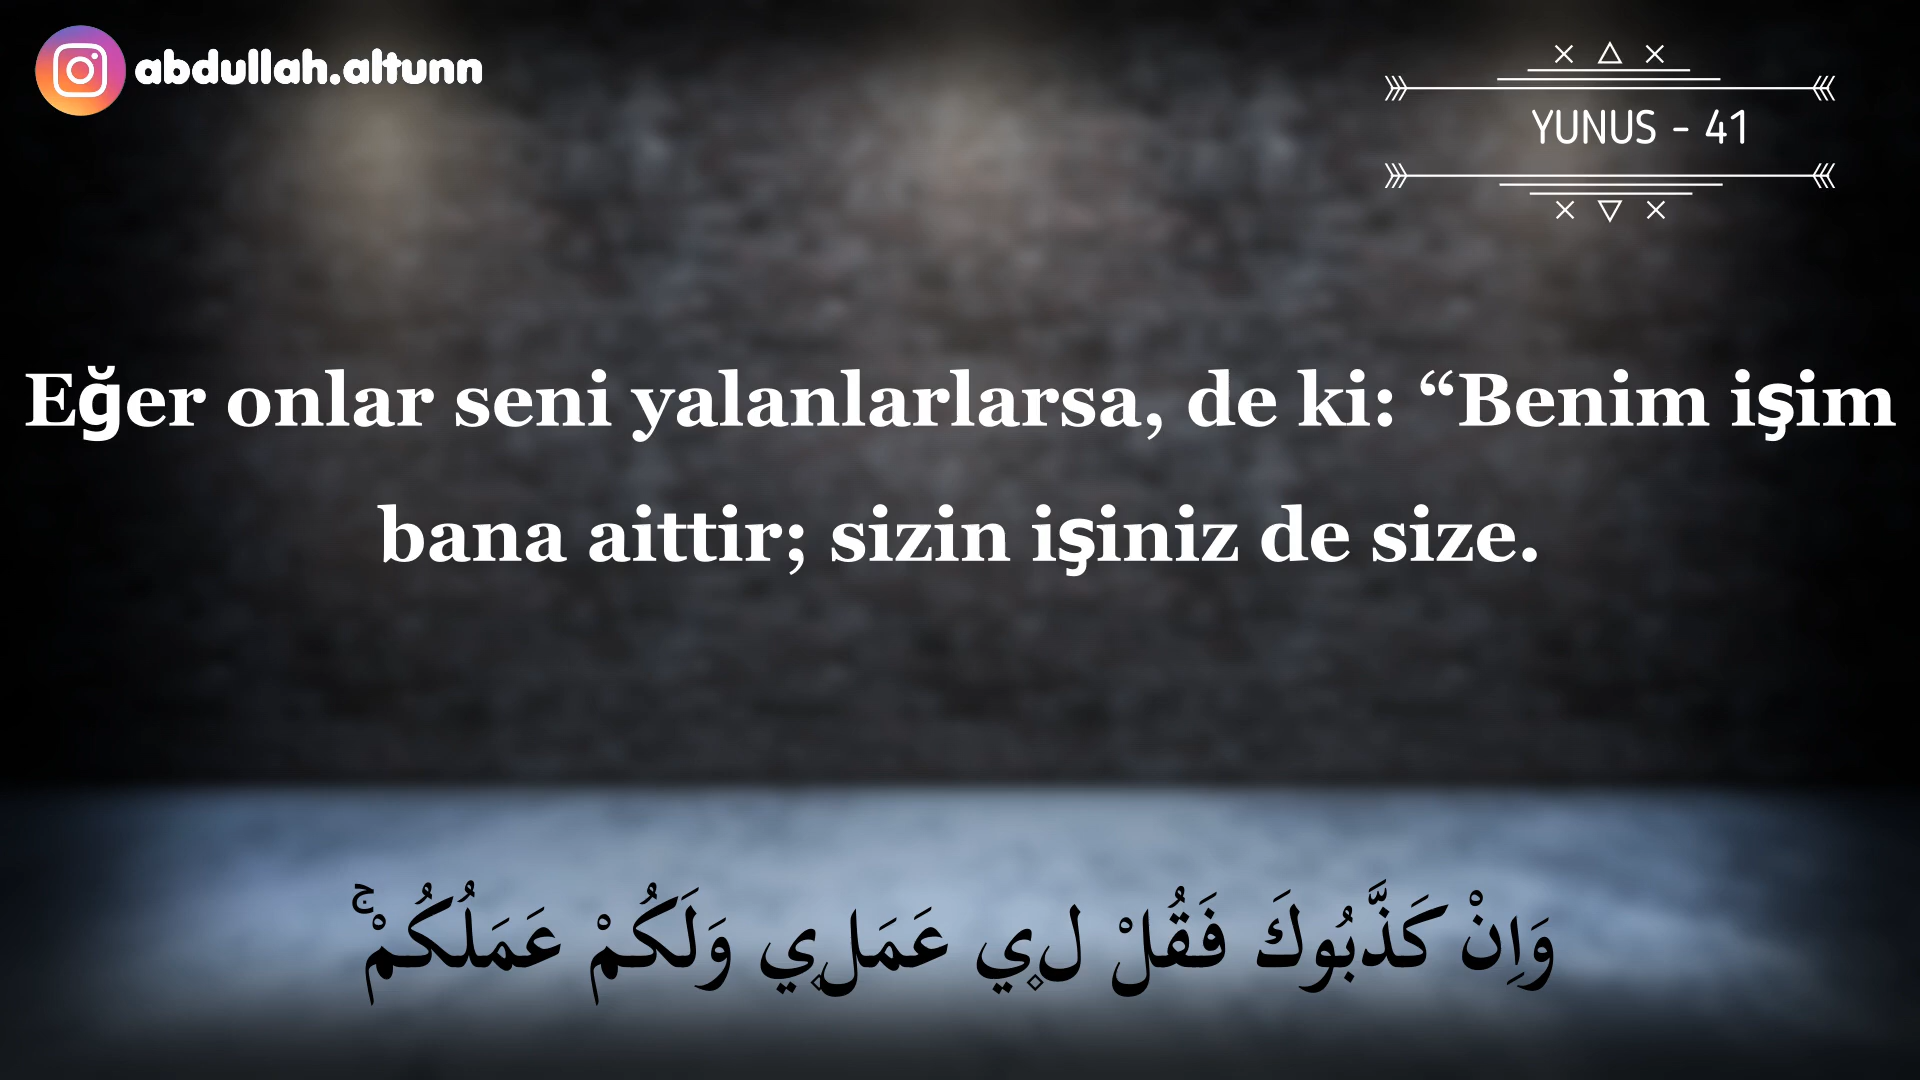 abdullah.altunn
YUNUS - 41
Eğer onlar seni yalanlarlarsa, de ki: “Benim işim
bana aittir; sizin işiniz de size.
وَاِنْ كَذَّبُوكَ فَقُلْ ل۪ي عَمَل۪ي وَلَكُمْ عَمَلُكُمْۚ